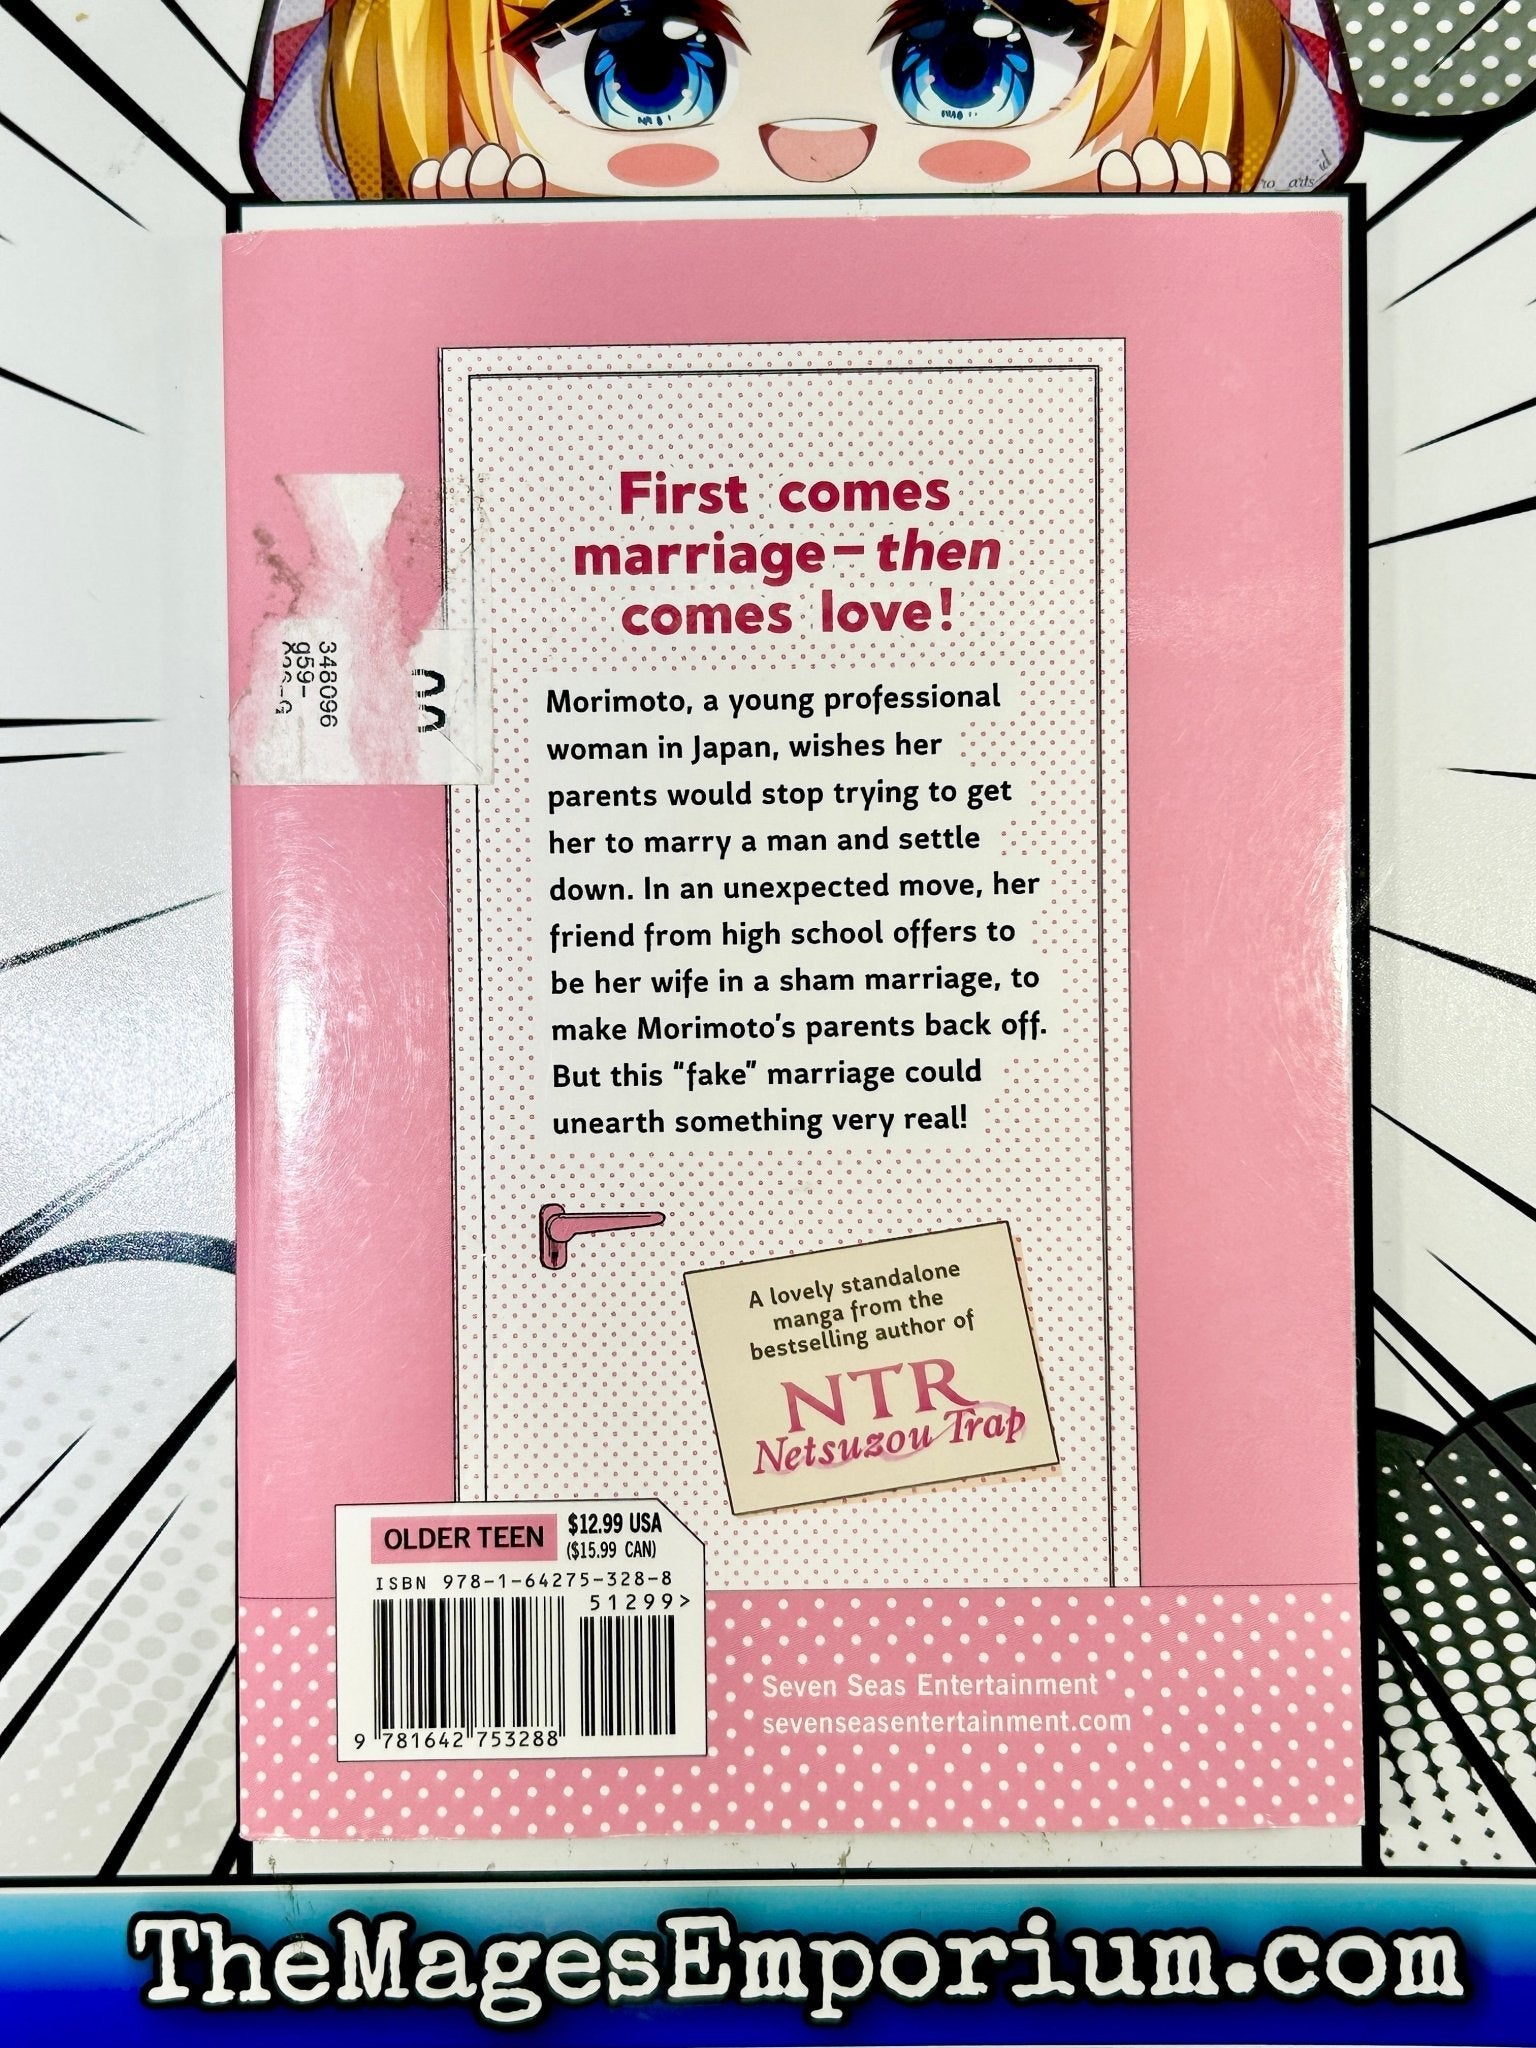 ro_arts_id
First comes
marriage—then
comes love!
348096
959-
Morimoto, a young professional
woman in Japan, wishes her
parents would stop trying to get
her to marry a man and settle
down. In an unexpected move, her
friend from high school offers to
be her wife in a sham marriage, to
make Morimoto's parents back off.
But this "fake" marriage could
unearth something very real!
A lovely standalone
manga from the
bestselling author of
NTR
Netsuzou Trap
OLDER TEEN
$12.99 USA
($15.99 CAN)
ISBN 978-1-64275-328-8
51299>
9 781642 753288
Seven Seas Entertainment
sevenseasentertainment.com
TheMagesEmporium.com